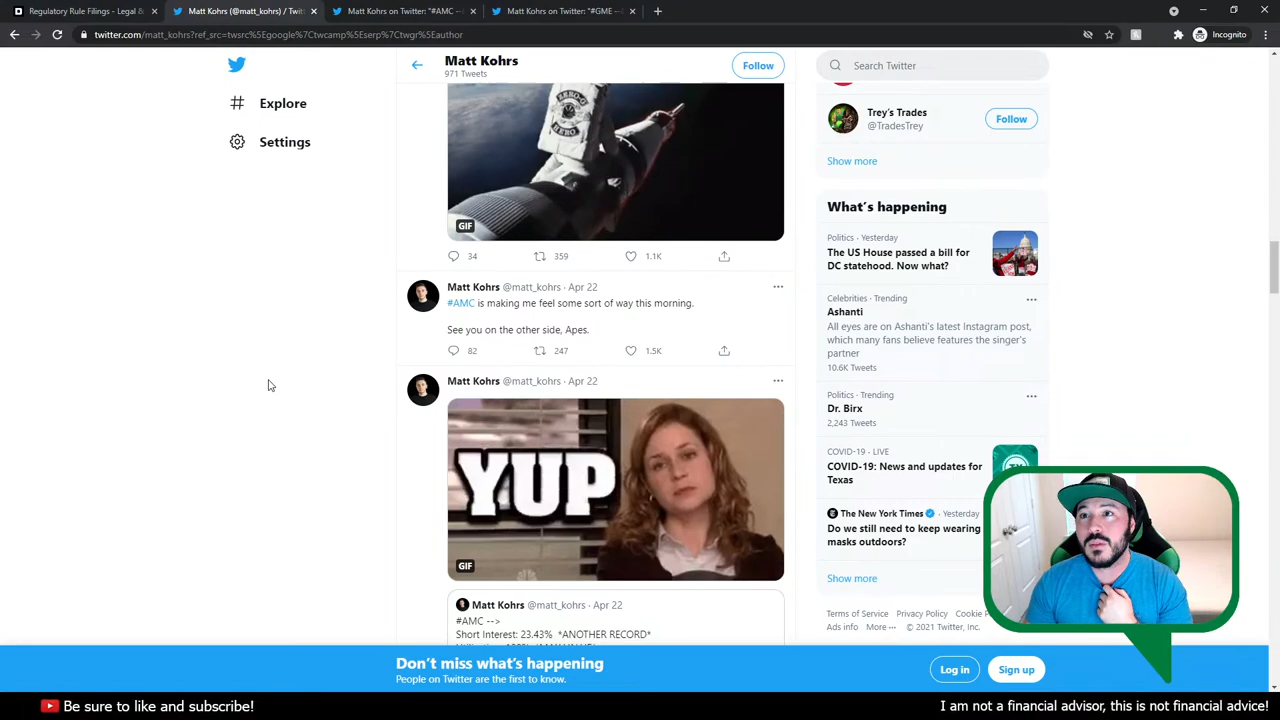 Regulatory Rule Filings - Legal &
Matt Kohrs (@matt_kohrs) / Twitt
Matt Kohrs on Twitter: "#AMC --
Matt Kohrs on Twitter: "#GME --
twitter.com/matt_kohrs?ref_src=twsrc%5Egoogle%7Ctwcamp%5Eserp%7Ctwgr%5Eauthor
Incognito
Explore
Settings
Matt Kohrs
971 Tweets
Follow
ZERO-G
HERO
GIF
34
359
1.1K
Matt Kohrs @matt_kohrs · Apr 22
#AMC is making me feel some sort of way this morning.
See you on the other side, Apes.
82
247
1.5K
Matt Kohrs @matt_kohrs · Apr 22
YUP
GIF
Matt Kohrs @matt_kohrs · Apr 22
#AMC -->
Short Interest: 23.43% *ANOTHER RECORD*
Search Twitter
Trey's Trades
@TradesTrey
Follow
Show more
What's happening
Politics · Yesterday
The US House passed a bill for
DC statehood. Now what?
Celebrities · Trending
Ashanti
All eyes are on Ashanti's latest Instagram post,
which many fans believe features the singer's
partner
10.6K Tweets
Politics · Trending
Dr. Birx
2,243 Tweets
COVID-19 · LIVE
COVID-19: News and updates for
Texas
The New York Times · Yesterday
Do we still need to keep wearing
masks outdoors?
Show more
Terms of Service Privacy Policy Cookie
Ads info More ··· © 2021 Twitter, Inc.
Don't miss what's happening
People on Twitter are the first to know.
Log in
Sign up
Be sure to like and subscribe!
I am not a financial advisor, this is not financial advice!